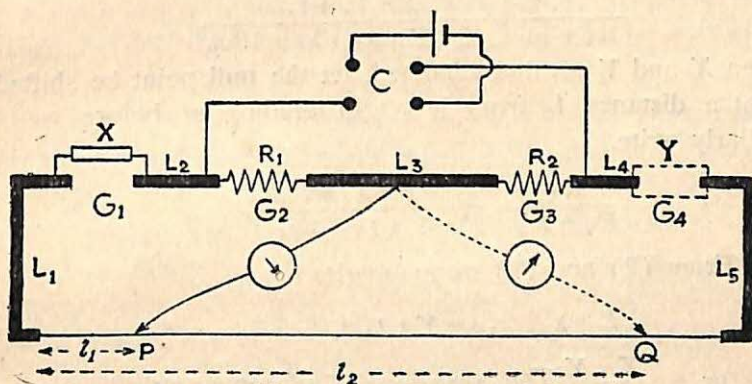 C
X L₂ R₁ L₃ R₂ L₄ Y
G₁ G₂ G₃ G₄
L₁ L₅
l₁ P Q
l₂